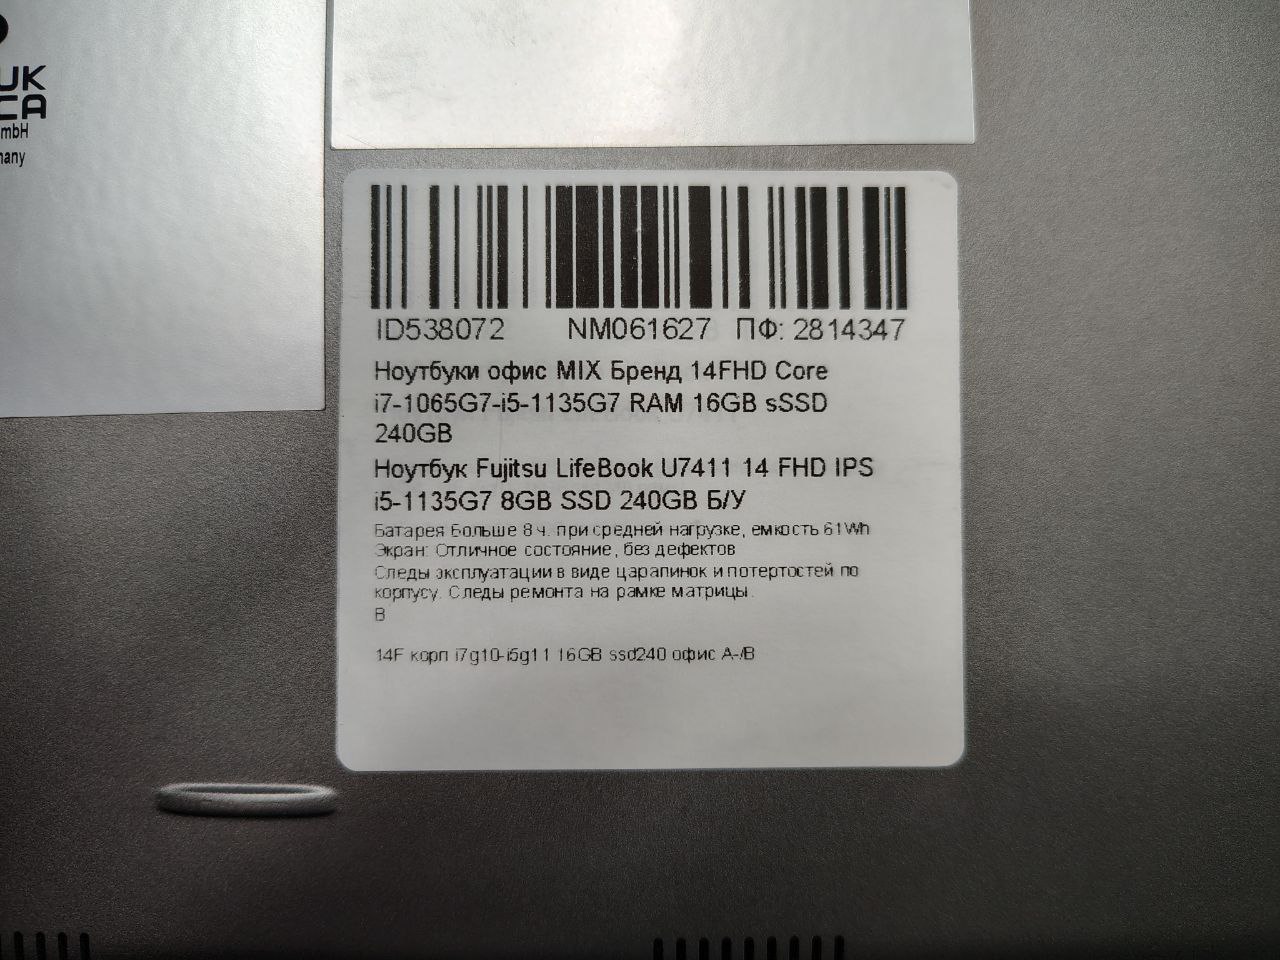 UK
CA
mbH
many
ID538072 NM061627 ПФ: 2814347
Ноутбуки офис MIX Бренд 14FHD Core
i7-1065G7-i5-1135G7 RAM 16GB sSSD
240GB
Ноутбук Fujitsu LifeBook U7411 14 FHD IPS
i5-1135G7 8GB SSD 240GB Б/У
Батарея Больше 8 ч. при средней нагрузке, емкость 61Wh
Экран: Отличное состояние, без дефектов
Следы эксплуатации в виде царапинок и потертостей по
корпусу. Следы ремонта на рамке матрицы.
B
14F корп i7g10-i5g11 16GB ssd240 офис A-/B